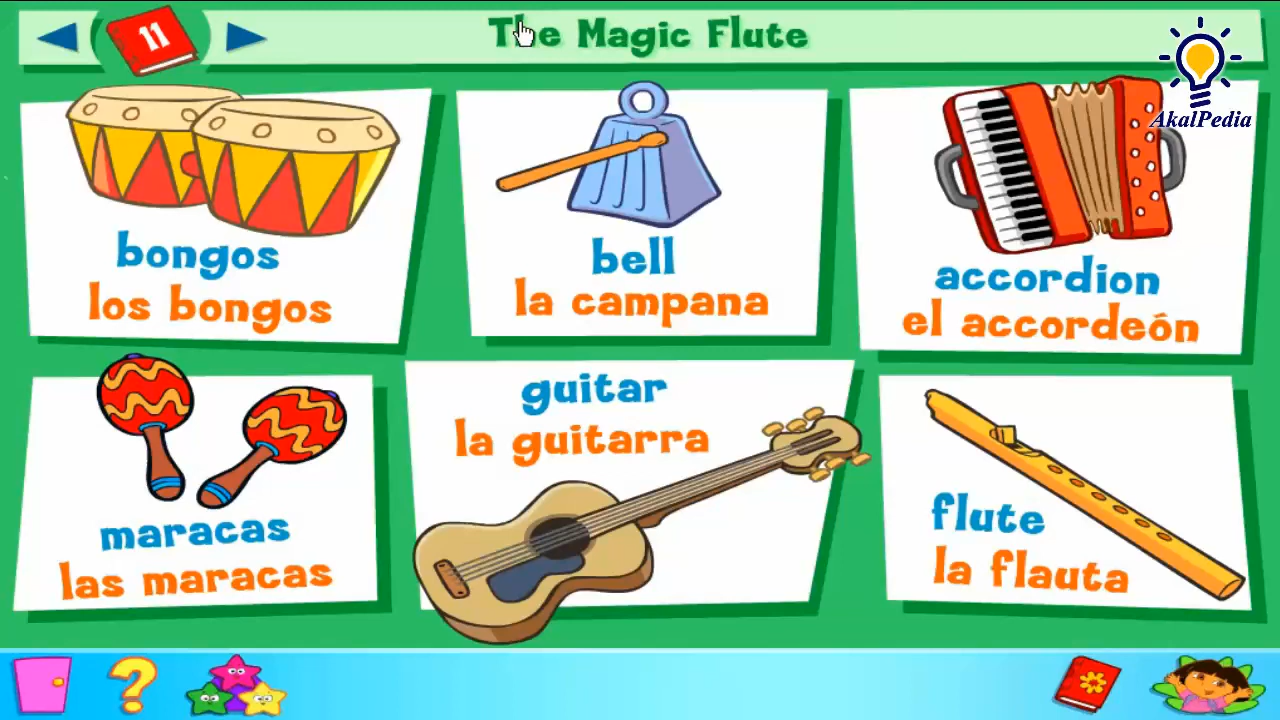 11
The Magic Flute
AkalPedia
bongos
los bongos
bell
la campana
accordion
el accordeón
maracas
las maracas
guitar
la guitarra
flute
la flauta
?